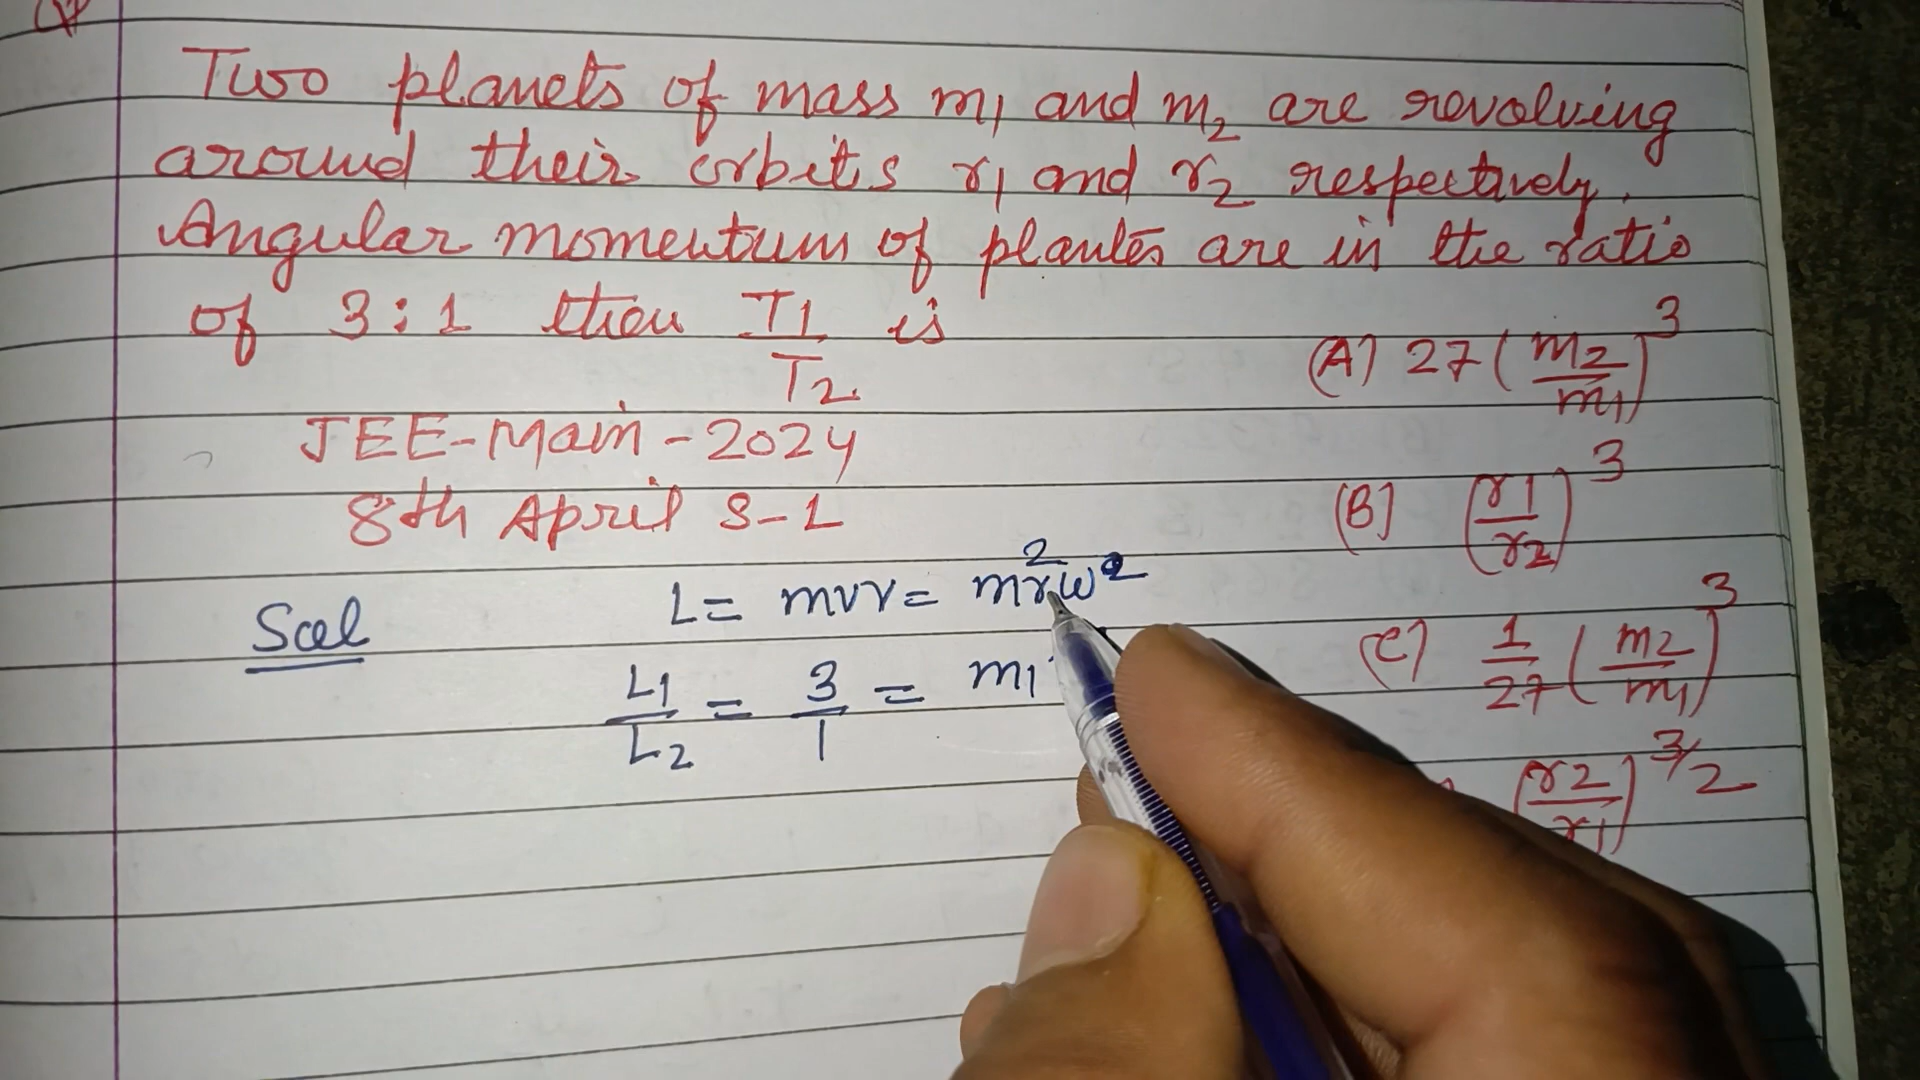 Two planets of mass m1 and m2 are revolving
around their orbits r1 and r2 respectively.
Angular momentum of plantes are in the ratio
of 3:1 then T1/T2 is
JEE-Main-2024
8th April S-1
(A) 27(m2/m1)^3
(B) (r1/r2)^3
(C) 1/27(m2/m1)^3
(r2/r1)^3/2
Sol
L = mvr = mr^2ω^2
L1/L2 = 3/1 = m1